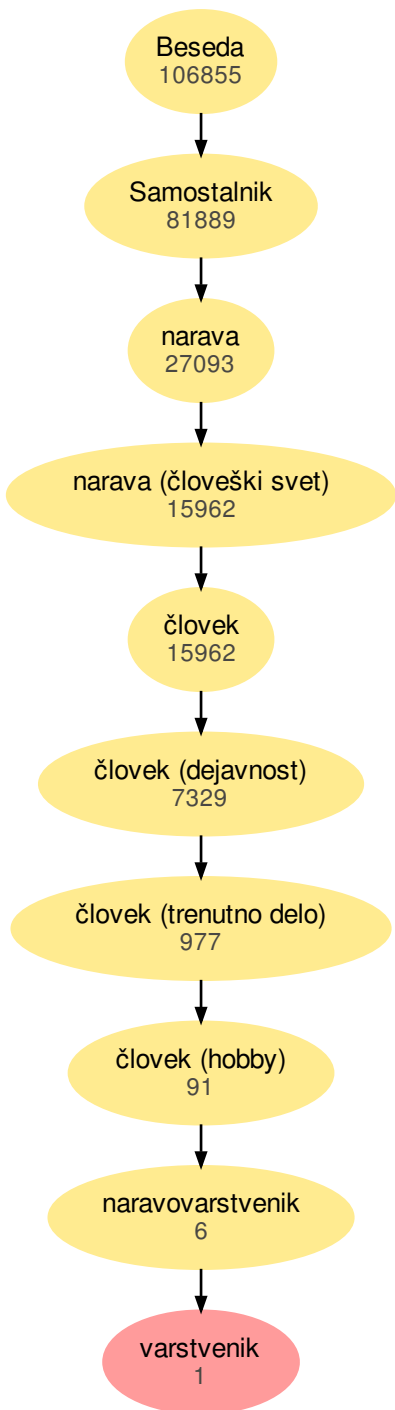 Beseda
106855
Samostalnik
81889
narava
27093
narava (človeški svet)
15962
človek
15962
človek (dejavnost)
7329
človek (trenutno delo)
977
človek (hobby)
91
naravovarstvenik
6
varstvenik
1